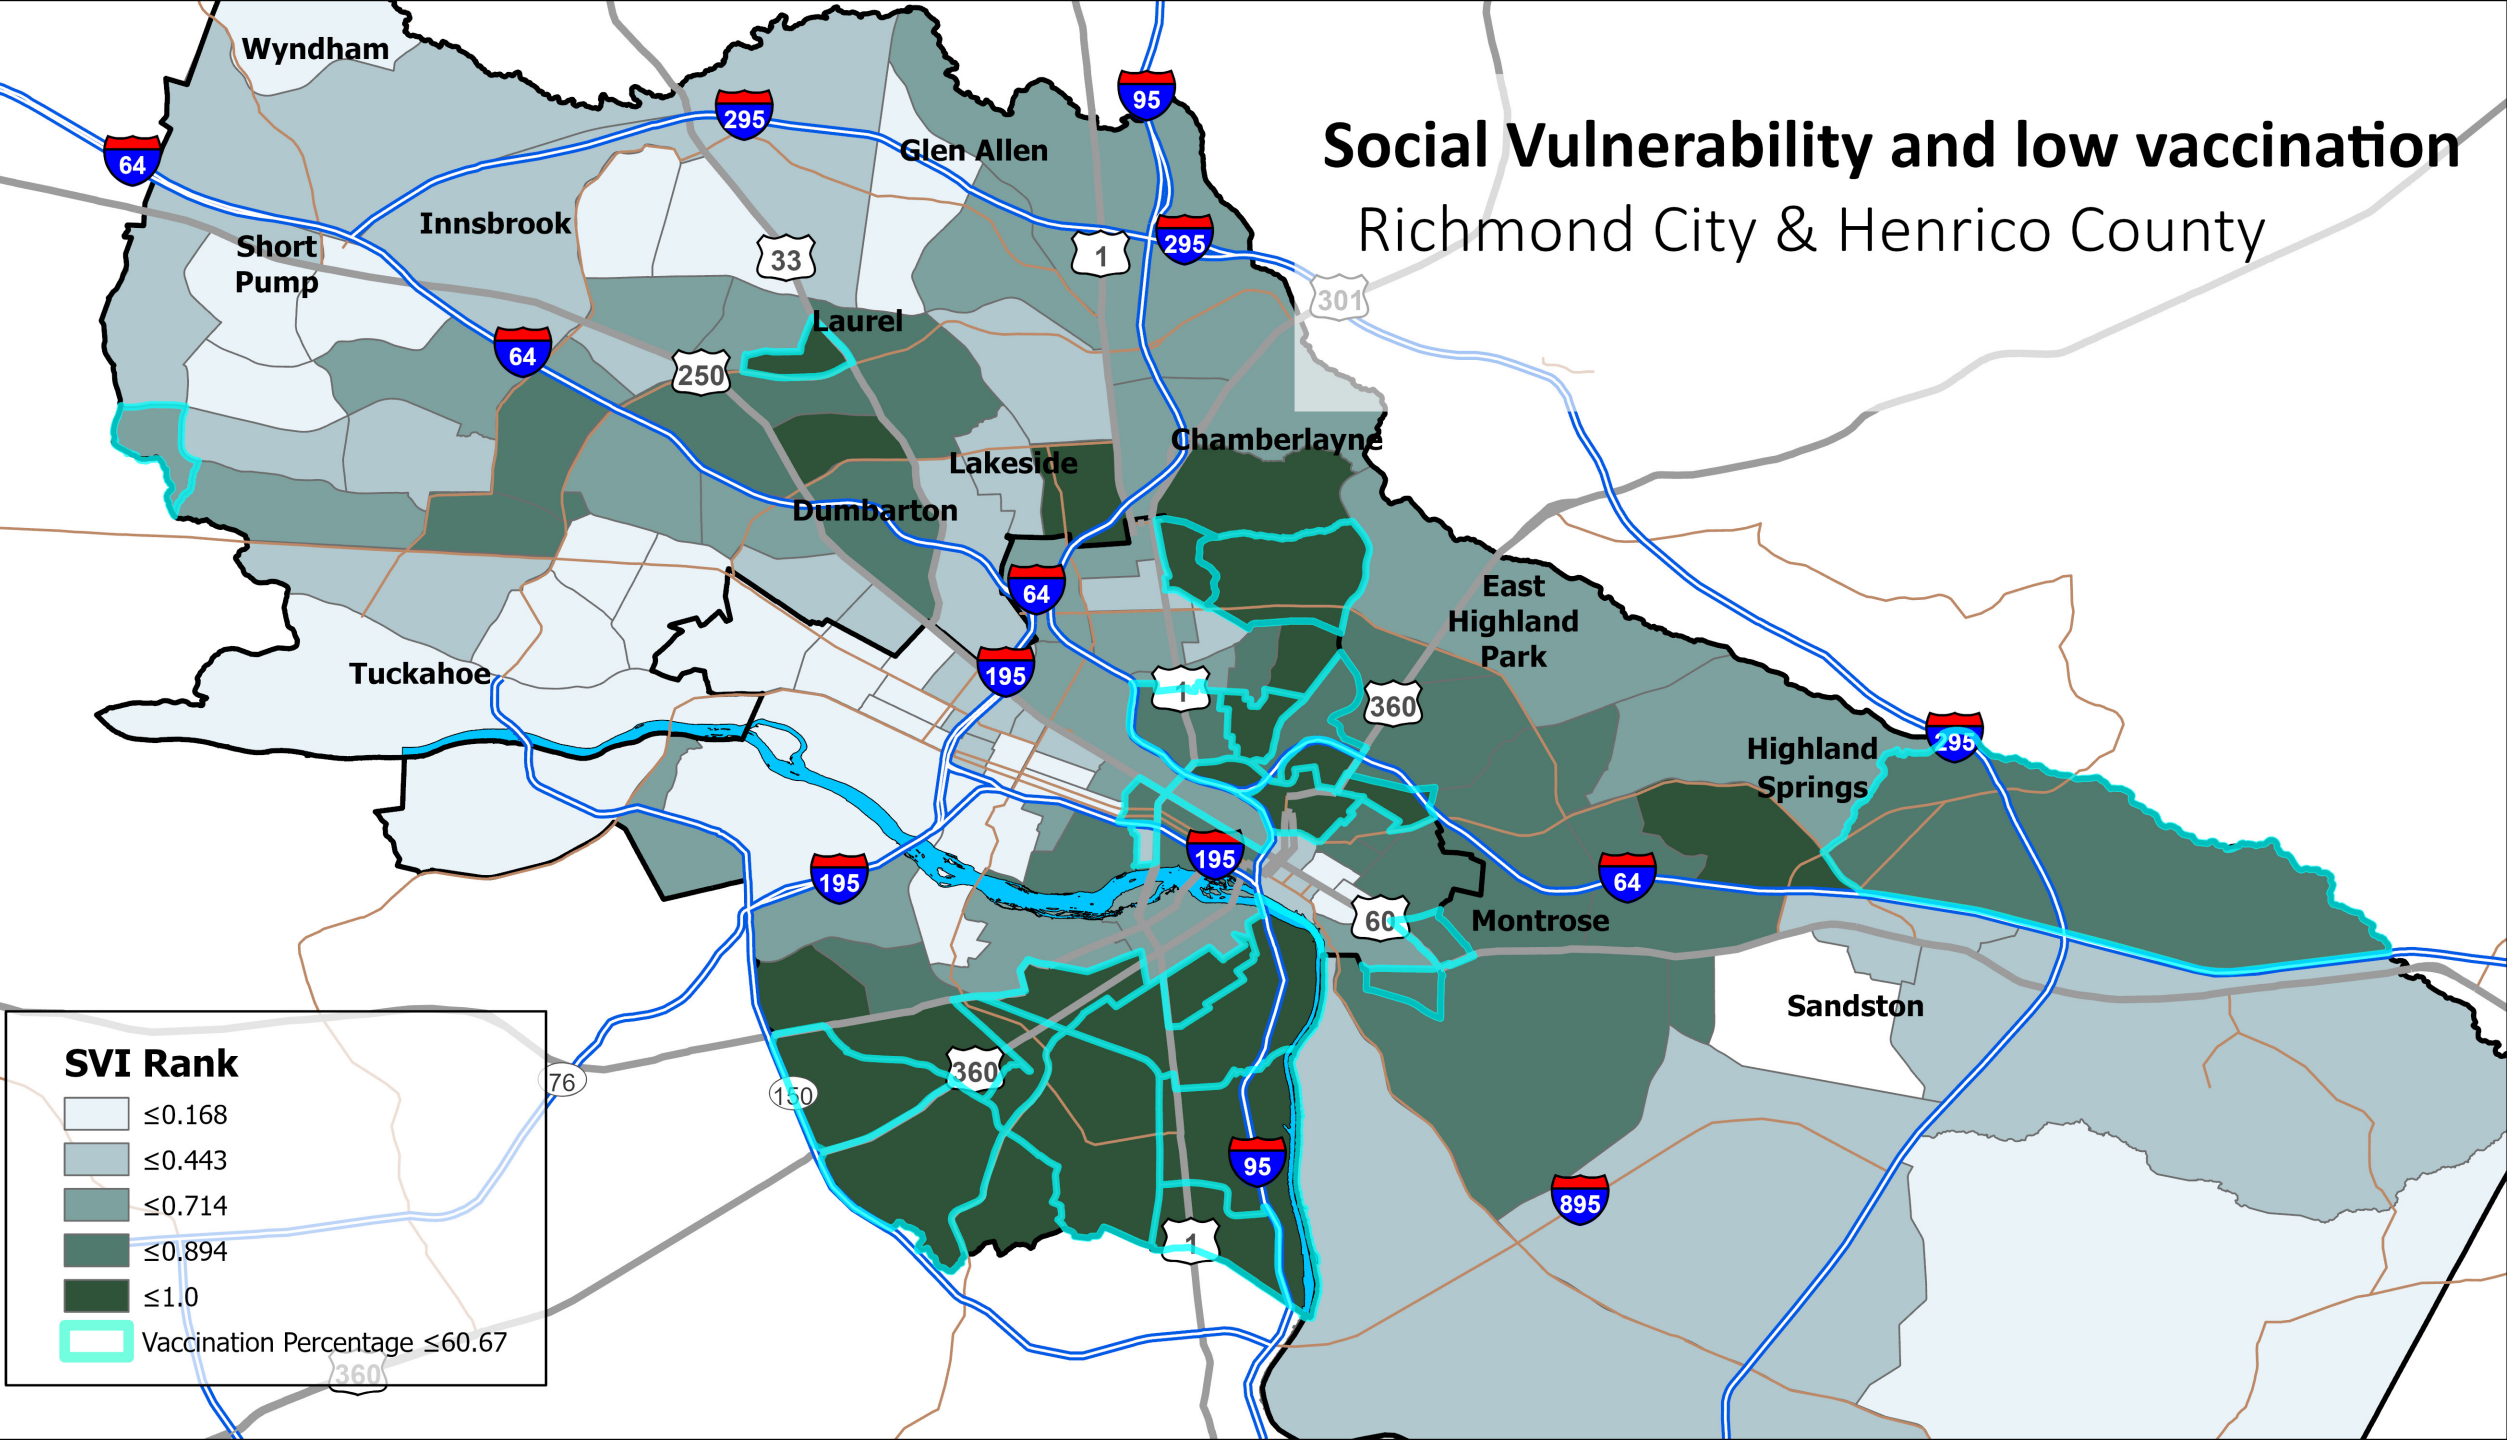 Social Vulnerability and low vaccination
Richmond City & Henrico County
Wyndham
95
295
64
Glen Allen
Innsbrook
Short
Pump
33
1
295
301
Laurel
64
250
Chamberlayne
Lakeside
Dumbarton
64
East
Highland
Park
Tuckahoe
195
1
360
295
Highland
Springs
195
195
64
60
Montrose
Sandston
360
76
150
95
895
1
SVI Rank
≤0.168
≤0.443
≤0.714
≤0.894
≤1.0
Vaccination Percentage ≤60.67
360